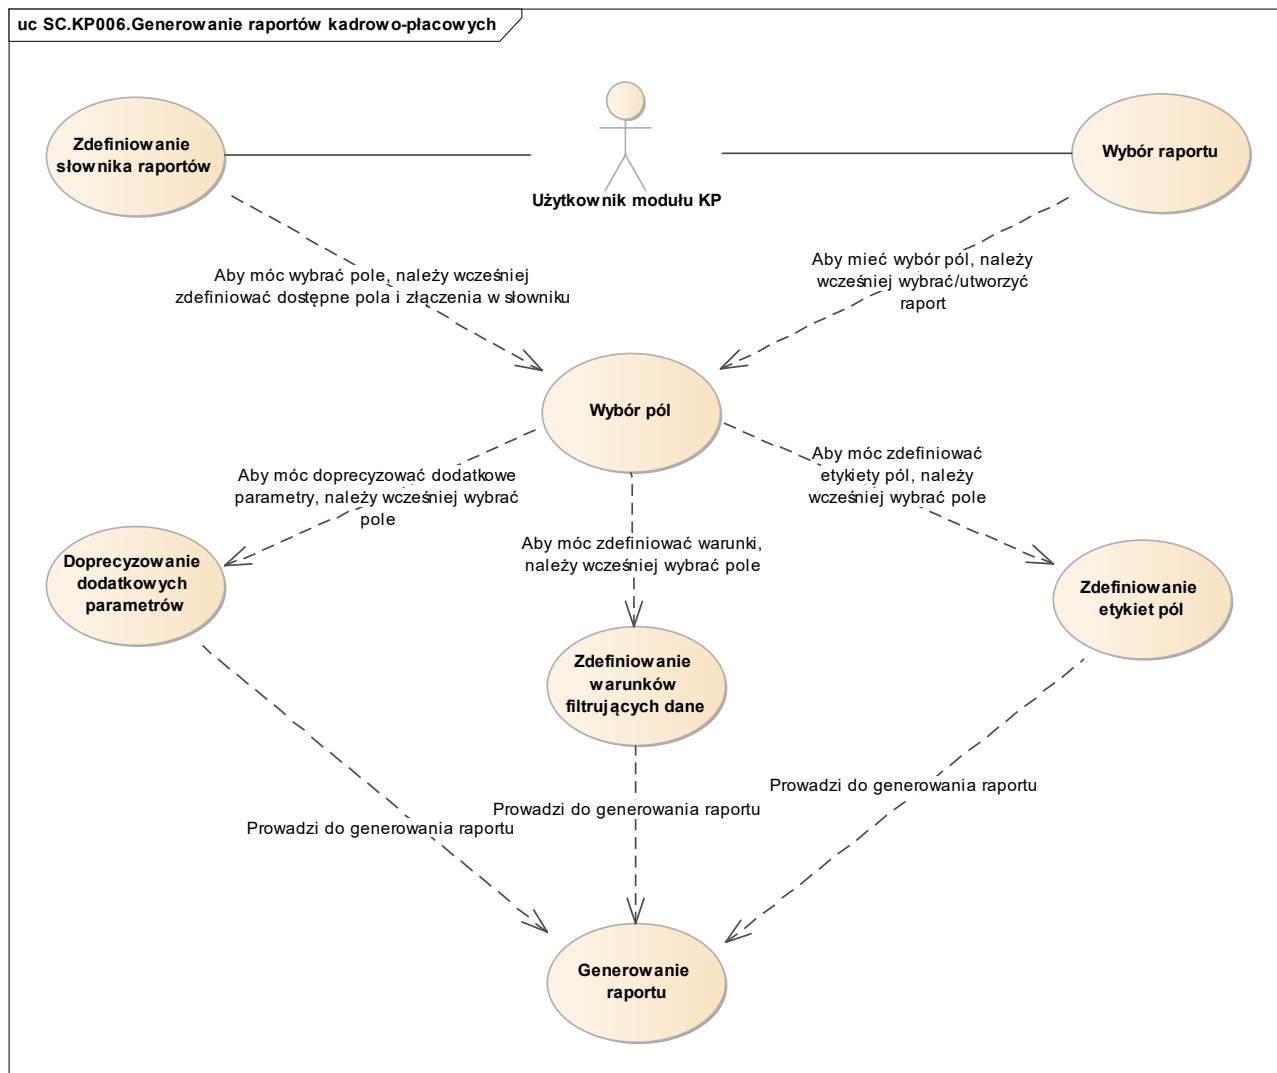 uc SC.KP006.Generowanie raportów kadrowo-płacowych
Zdefiniowanie
słownika raportów
Użytkownik modułu KP
Wybór raportu
Aby móc wybrać pole, należy wcześniej
zdefiniować dostępne pola i złączenia w słowniku
Aby mieć wybór pól, należy
wcześniej wybrać/utworzyć
raport
Wybór pól
Aby móc doprecyzować dodatkowe
parametry, należy wcześniej wybrać
pole
Aby móc zdefiniować warunki,
należy wcześniej wybrać pole
Aby móc zdefiniować
etykiety pól, należy
wcześniej wybrać pole
Doprecyzowanie
dodatkowych
parametrów
Zdefiniowanie
warunków
filtrujących dane
Zdefiniowanie
etykiet pól
Prowadzi do generowania raportu
Prowadzi do generowania raportu
Prowadzi do generowania raportu
Generowanie
raportu